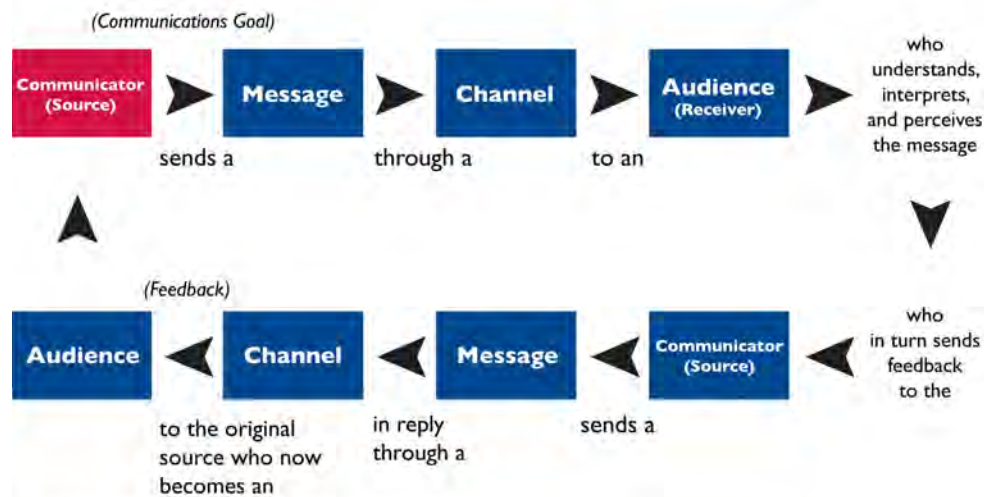 (Communications Goal)
Communicator
(Source)
sends a
Message
through a
Channel
to an
Audience
(Receiver)
who
understands,
interprets,
and perceives
the message
who
in turn sends
feedback
to the
Communicator
(Source)
sends a
Message
in reply
through a
Channel
(Feedback)
to the original
source who now
becomes an
Audience